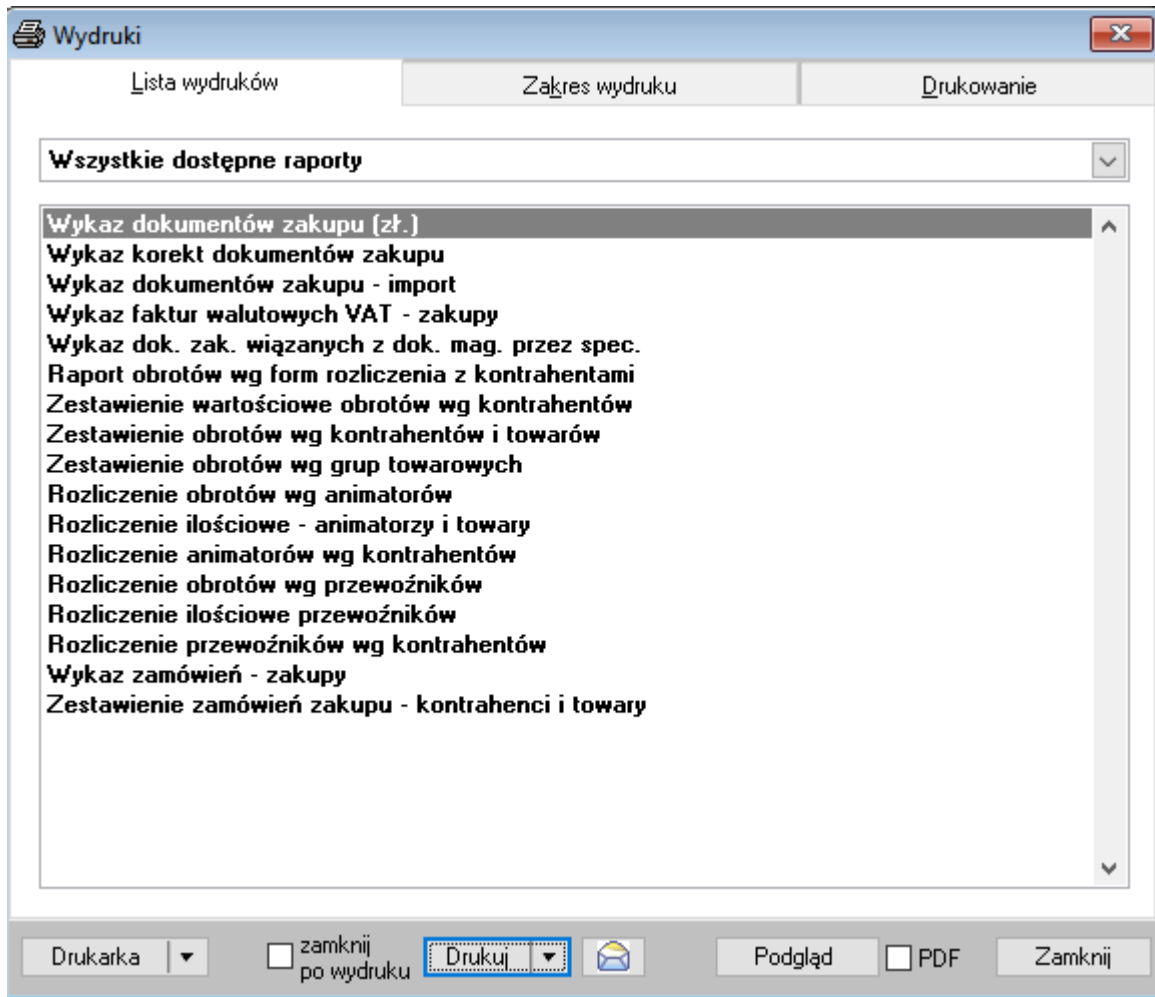 Wydruki
Lista wydruków
Zakres wydruku
Drukowanie
Wszystkie dostępne raporty
Wykaz dokumentów zakupu (zł.)
Wykaz korekt dokumentów zakupu
Wykaz dokumentów zakupu - import
Wykaz faktur walutowych VAT - zakupy
Wykaz dok. zak. wiązanych z dok. mag. przez spec.
Raport obrotów wg form rozliczenia z kontrahentami
Zestawienie wartościowe obrotów wg kontrahentów
Zestawienie obrotów wg kontrahentów i towarów
Zestawienie obrotów wg grup towarowych
Rozliczenie obrotów wg animatorów
Rozliczenie ilościowe - animatorzy i towary
Rozliczenie animatorów wg kontrahentów
Rozliczenie obrotów wg przewoźników
Rozliczenie ilościowe przewoźników
Rozliczenie przewoźników wg kontrahentów
Wykaz zamówień - zakupy
Zestawienie zamówień zakupu - kontrahenci i towary
Drukarka
zamknij
po wydruku
Drukuj
Podgląd
PDF
Zamknij